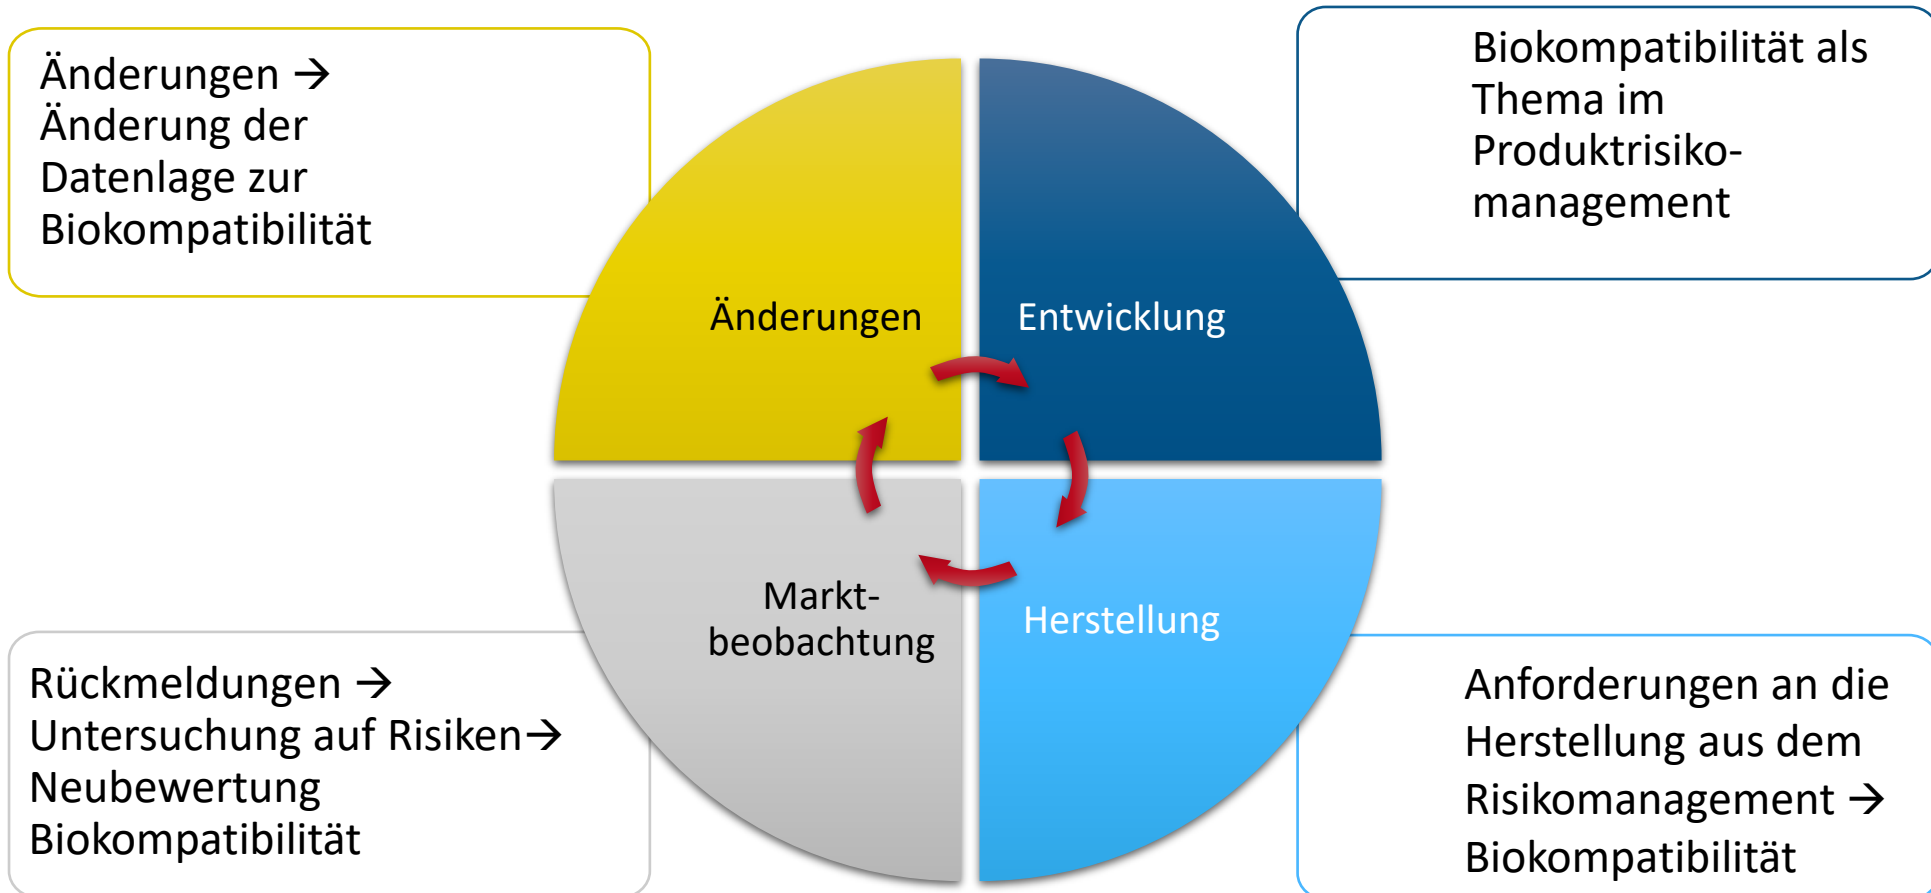 Änderungen →
Änderung der
Datenlage zur
Biokompatibilität
Biokompatibilität als
Thema im
Produktrisiko-
management
Änderungen
Entwicklung
Markt-
beobachtung
Herstellung
Rückmeldungen →
Untersuchung auf Risiken→
Neubewertung
Biokompatibilität
Anforderungen an die
Herstellung aus dem
Risikomanagement →
Biokompatibilität